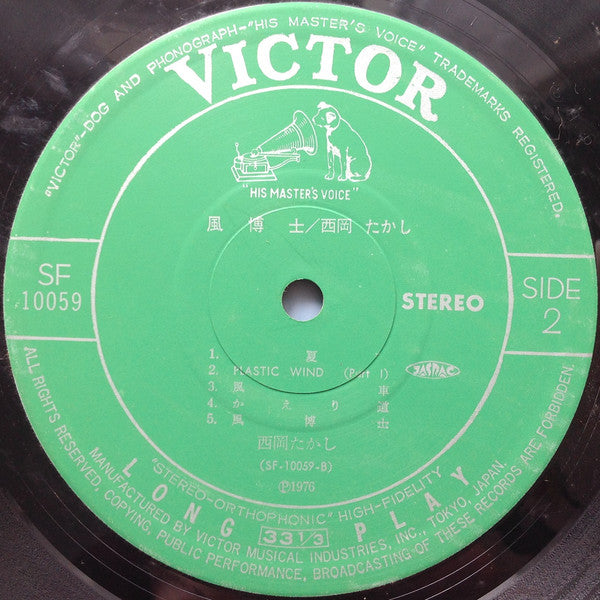 "VICTOR"-DOG AND PHONOGRAPH-"HIS MASTER'S VOICE" TRADEMARKS REGISTERED.
VICTOR
"HIS MASTER'S VOICE"
風博士/西岡たかし
SF
10059
STEREO
SIDE
2
1. 夏
2. PLASTIC WIND (Part I)
3. 風車
4. かえり道
5. 風博士
JASRAC
西岡たかし
(SF-10059-B)
Ⓟ1976
"STEREO-ORTHOPHONIC" HIGH-FIDELITY
LONG 33 1/3 PLAY
MANUFACTURED BY VICTOR MUSICAL INDUSTRIES, INC., TOKYO, JAPAN.
ALL RIGHTS RESERVED, COPYING, PUBLIC PERFORMANCE, BROADCASTING OF THESE RECORDS ARE FORBIDDEN.